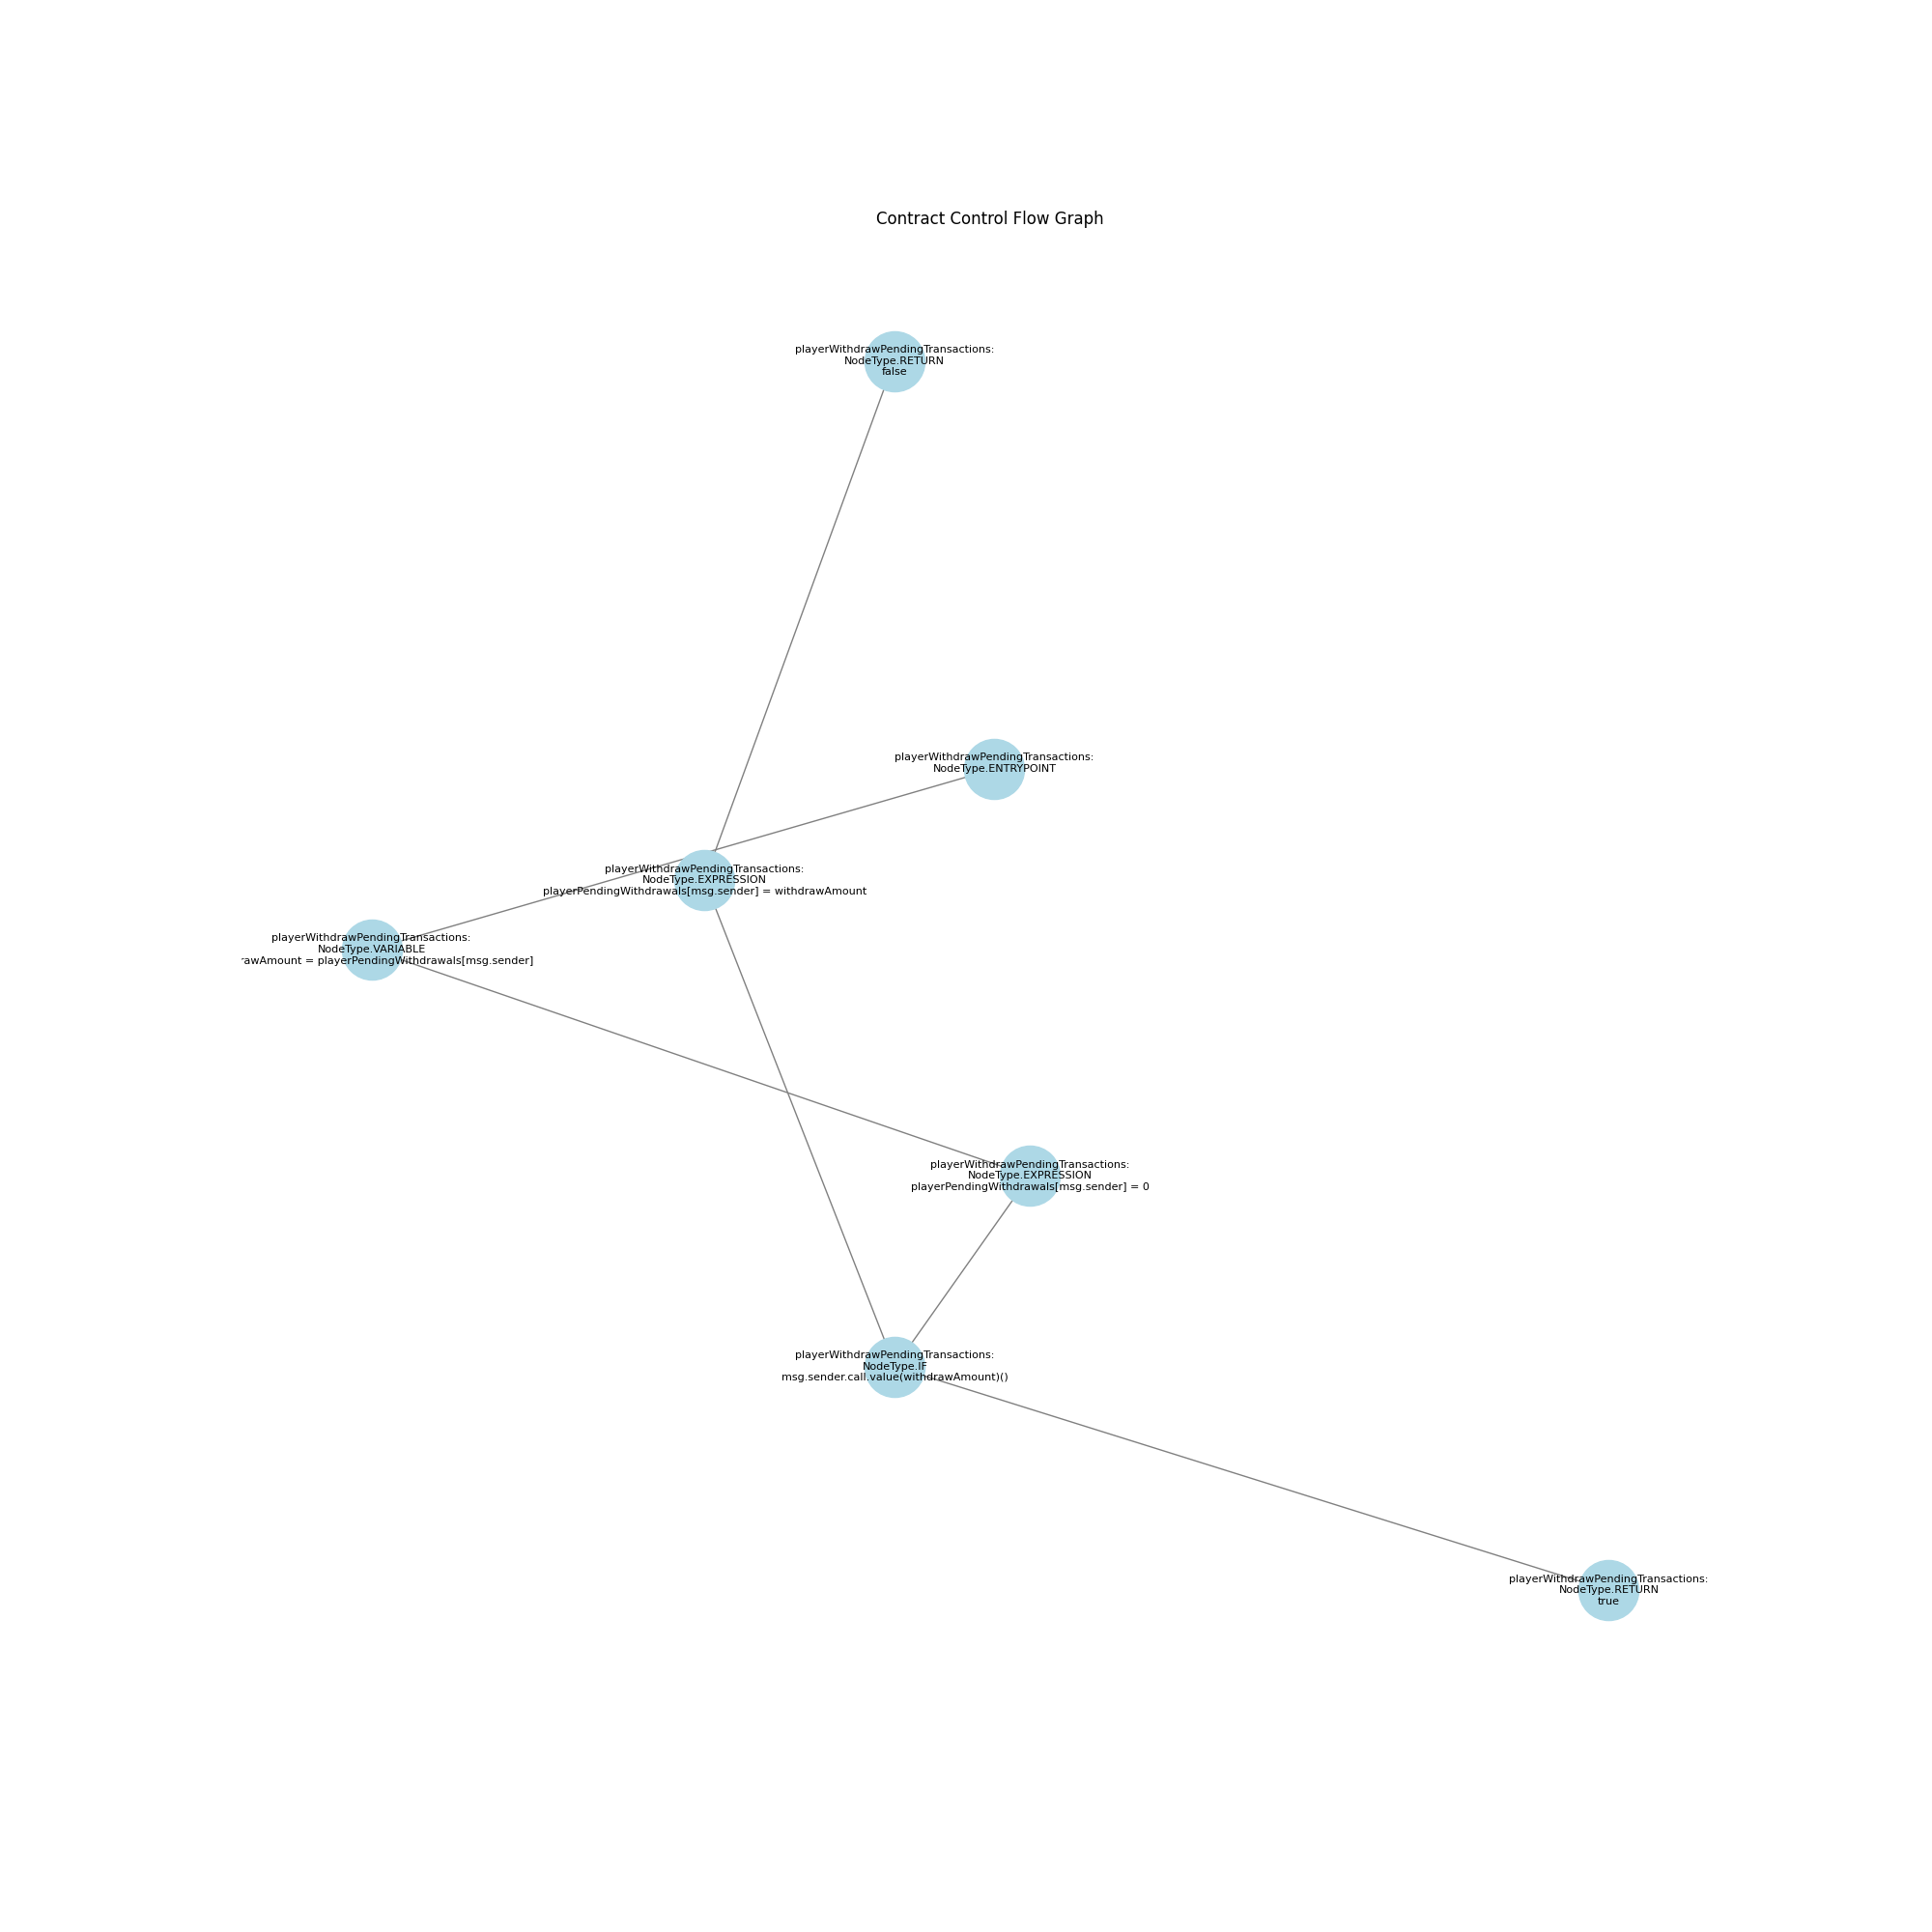 Contract Control Flow Graph
playerWithdrawPendingTransactions:
NodeType.RETURN
false
playerWithdrawPendingTransactions:
NodeType.ENTRYPOINT
playerWithdrawPendingTransactions:
NodeType.EXPRESSION
playerPendingWithdrawals[msg.sender] = withdrawAmount
playerWithdrawPendingTransactions:
NodeType.VARIABLE
rawAmount = playerPendingWithdrawals[msg.sender]
playerWithdrawPendingTransactions:
NodeType.EXPRESSION
playerPendingWithdrawals[msg.sender] = 0
playerWithdrawPendingTransactions:
NodeType.IF
msg.sender.call.value(withdrawAmount)()
playerWithdrawPendingTransactions:
NodeType.RETURN
true